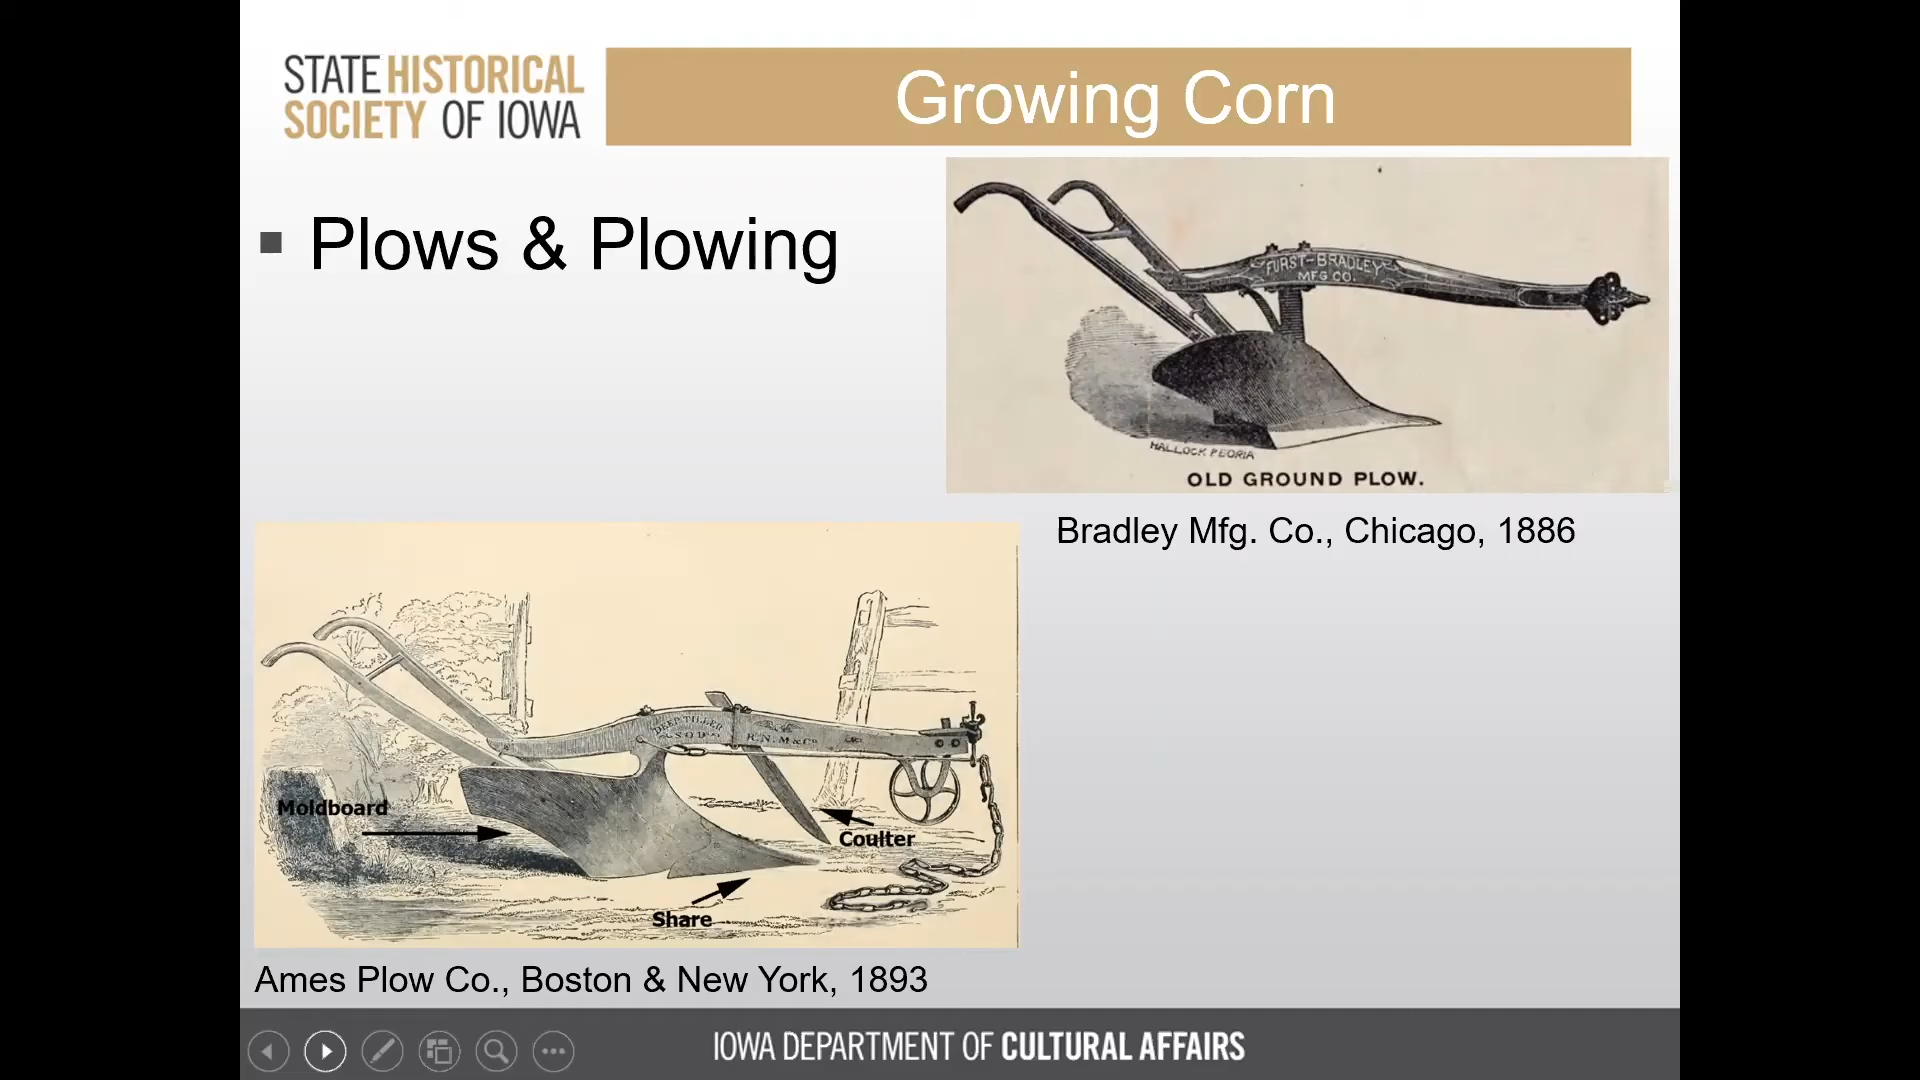 STATE HISTORICAL
SOCIETY OF IOWA
Growing Corn
Plows & Plowing
FURST-BRADLEY
MFG CO.
HALLOCK PEORIA
OLD GROUND PLOW.
Bradley Mfg. Co., Chicago, 1886
DEEP TILLER
Moldboard
Coulter
Share
Ames Plow Co., Boston & New York, 1893
IOWA DEPARTMENT OF CULTURAL AFFAIRS